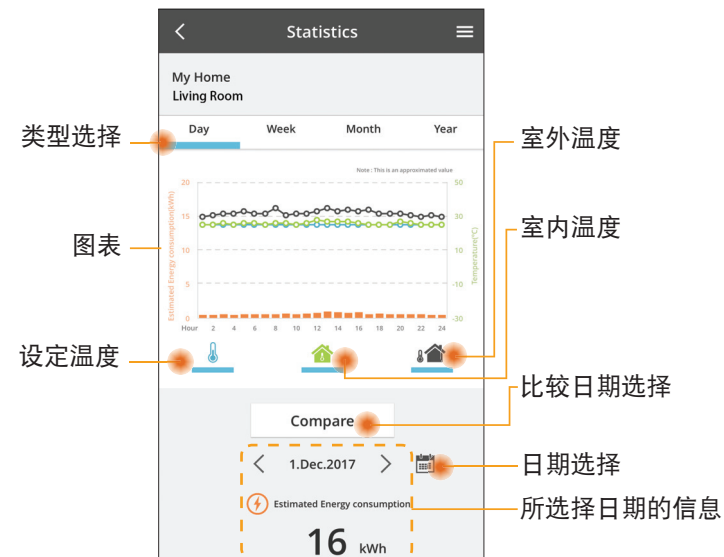 Statistics
My Home
Living Room
Day Week Month Year
类型选择
室外温度
Note : This is an approximated value
Estimated Energy consumption(kWh)
20
15
10
5
0
50
30
10
-10
-30
Temperature(°C)
Hour 2 4 6 8 10 12 14 16 18 20 22 24
图表
室内温度
设定温度
比较日期选择
Compare
1.Dec.2017
日期选择
Estimated Energy consumption
所选择日期的信息
16 kWh